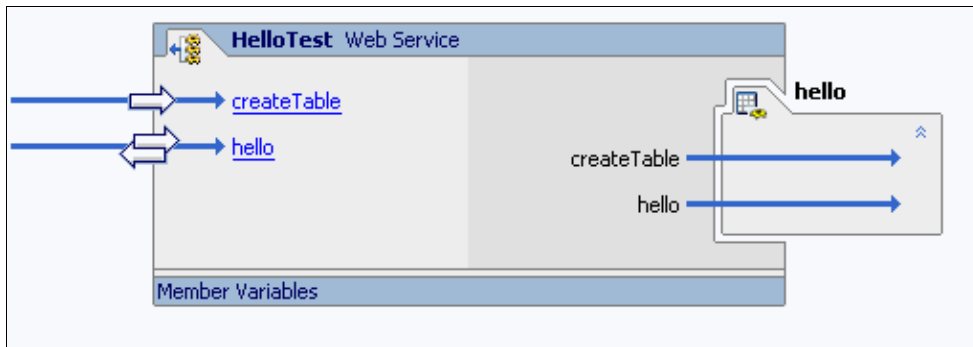 HelloTest Web Service
createTable
hello
hello
createTable
hello
Member Variables